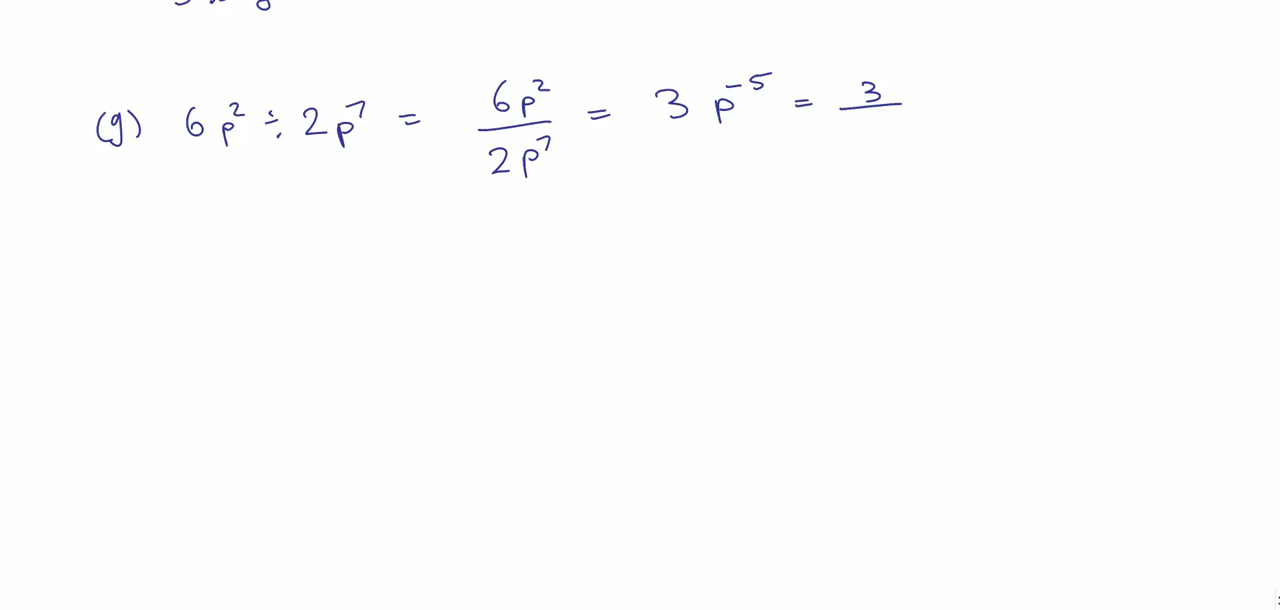 (g) 6p² ÷ 2p⁷ = 6p²/2p⁷ = 3p⁻⁵ = 3/